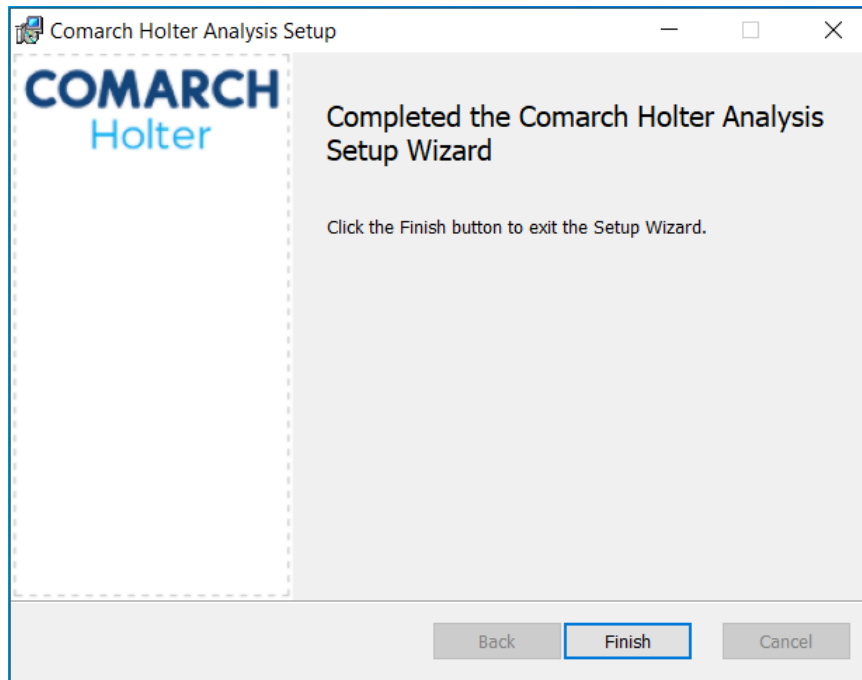 Comarch Holter Analysis Setup
COMARCH
Holter
Completed the Comarch Holter Analysis
Setup Wizard
Click the Finish button to exit the Setup Wizard.
Back
Finish
Cancel